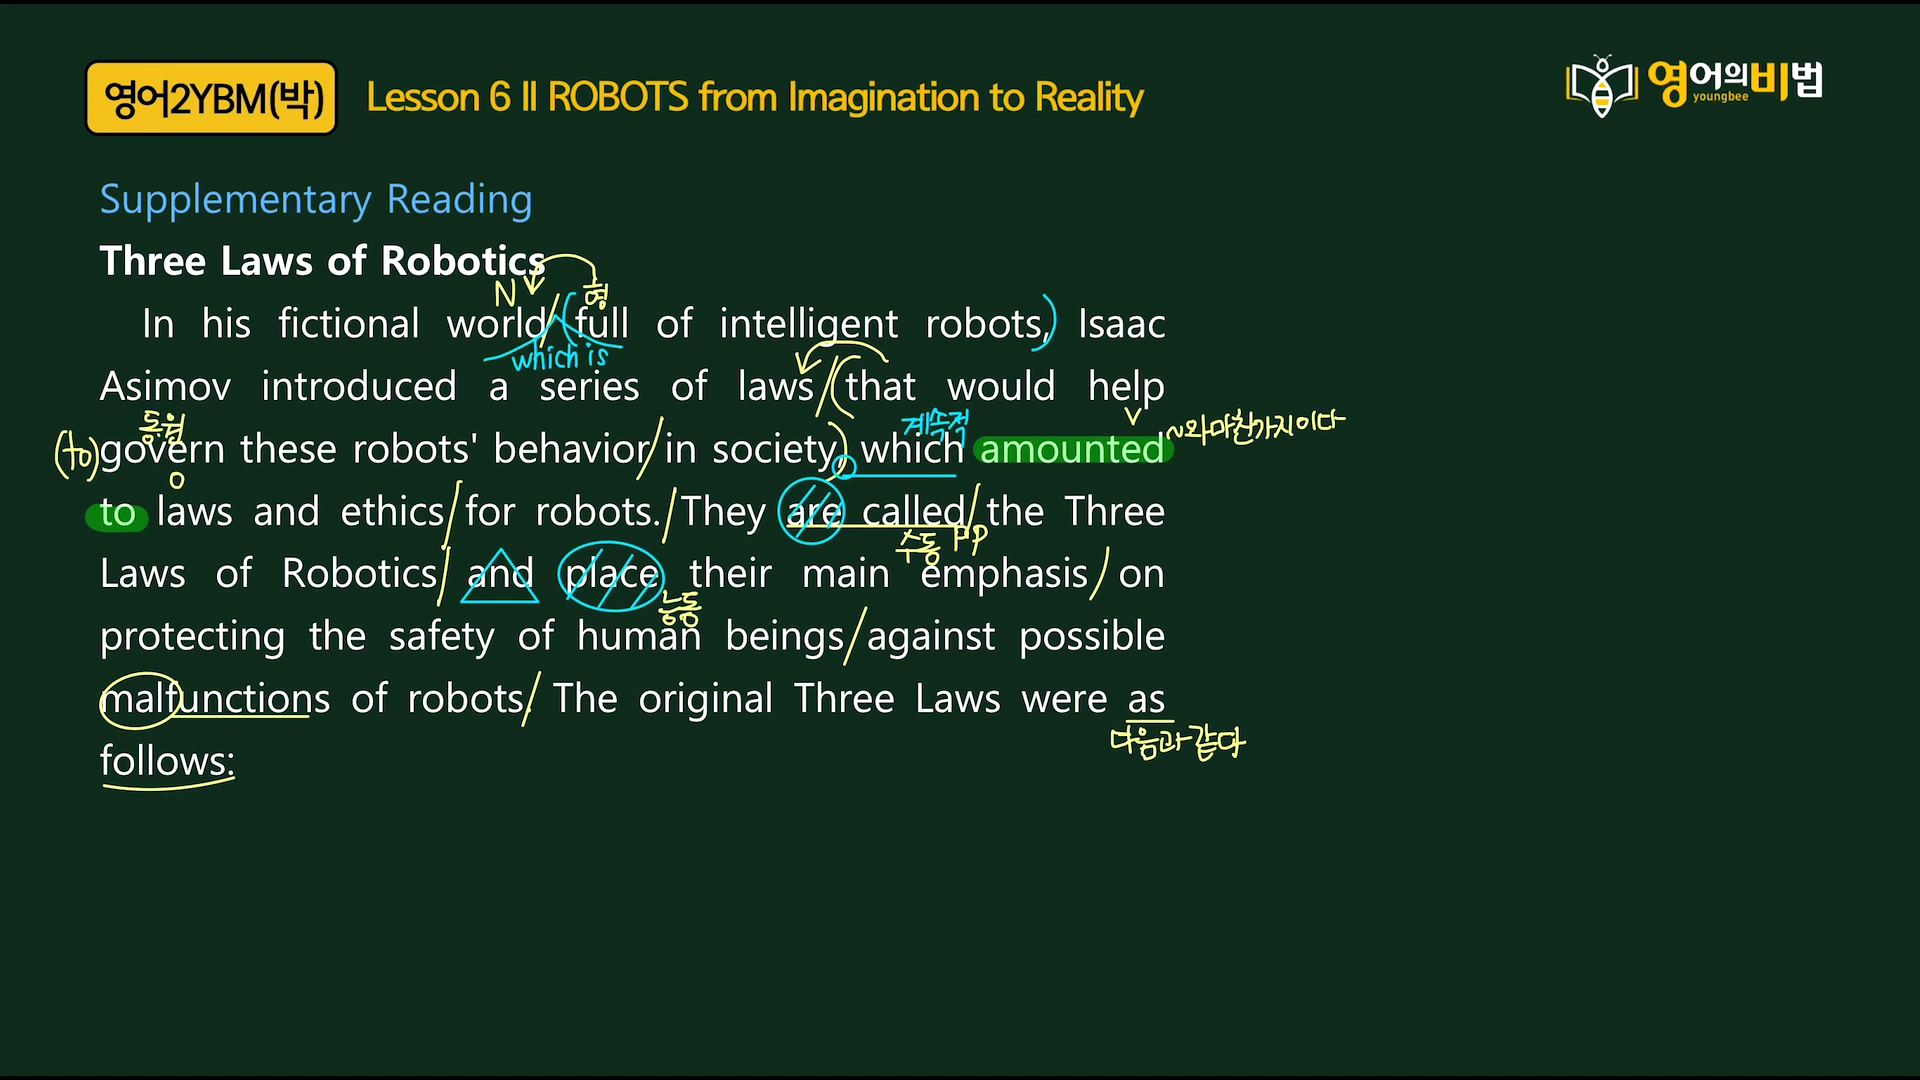 영어2YBM(박) Lesson 6 II ROBOTS from Imagination to Reality
영어의비법
youngbee
Supplementary Reading
Three Laws of Robotics
N 형
In his fictional world/(full of intelligent robots,) Isaac
which is
Asimov introduced a series of laws/(that would help
동원 계속적 V ~와 마찬가지이다
(to) govern these robots' behavior/in society), which amounted
O
to laws and ethics/for robots./They are called/the Three
수동 PP
Laws of Robotics/and place their main emphasis/on
능동
protecting the safety of human beings/against possible
malfunctions of robots./The original Three Laws were as
다음과 같다
follows: